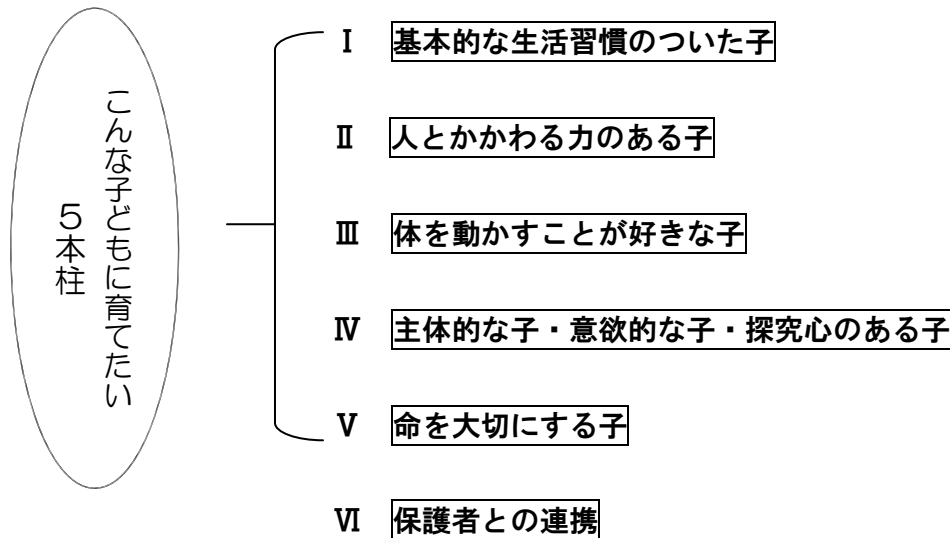 こんな子どもに育てたい
５本柱
Ⅰ 基本的な生活習慣のついた子
Ⅱ 人とかかわる力のある子
Ⅲ 体を動かすことが好きな子
Ⅳ 主体的な子・意欲的な子・探究心のある子
Ⅴ 命を大切にする子
Ⅵ 保護者との連携